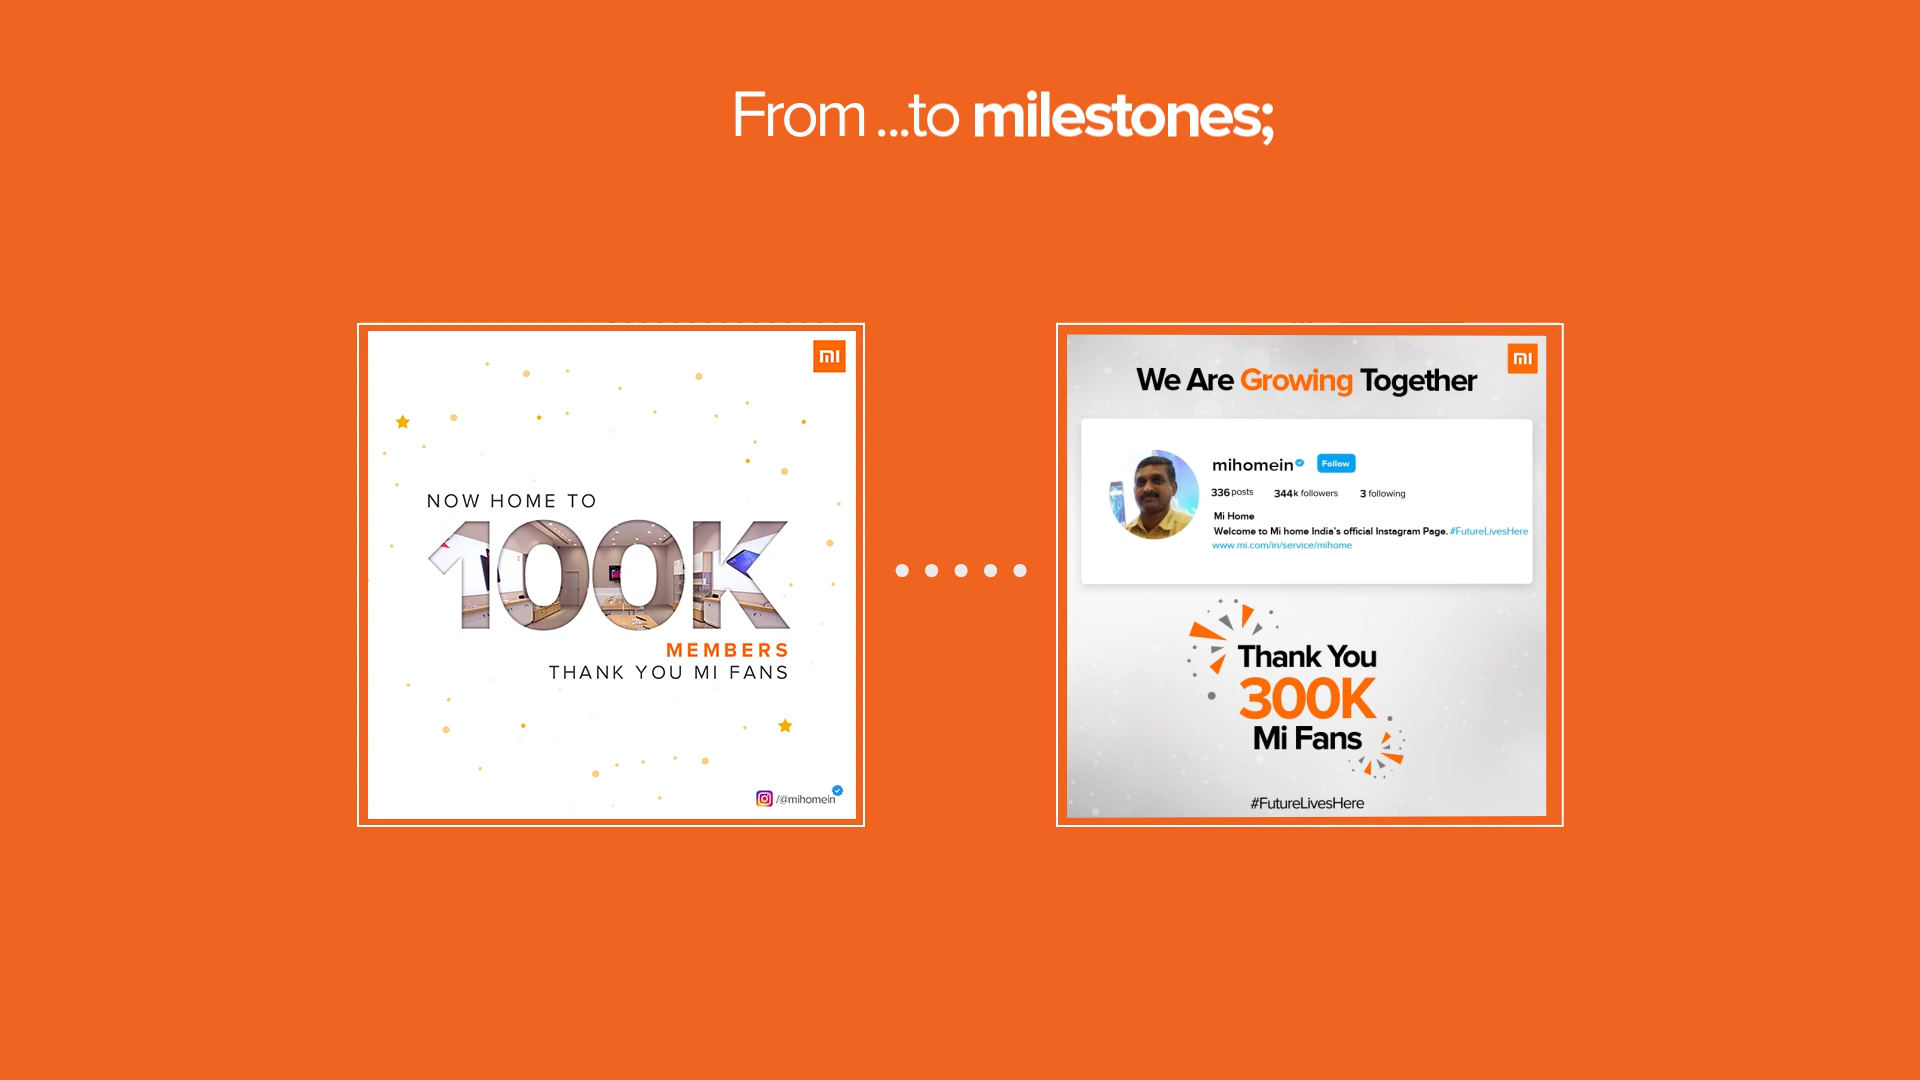 From ...to milestones;
mi
NOW HOME TO
100K
MEMBERS
THANK YOU MI FANS
/@mihomein
mi
We Are Growing Together
mihomein Follow
336 posts 344k followers 3 following
Mi Home
Welcome to Mi home India's official Instagram Page. #FutureLivesHere
www.mi.com/in/service/mihome
Thank You
300K
Mi Fans
#FutureLivesHere